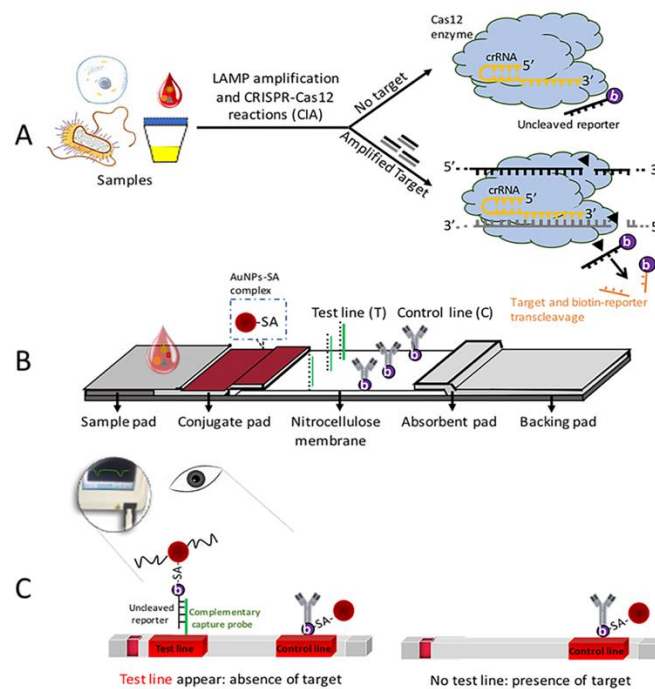 A
Samples
LAMP amplification
and CRISPR-Cas12
reactions (CIA)
No target
Amplified Target
Cas12
enzyme
crRNA
5’
3’
b
Uncleaved reporter
5’
3
crRNA
5’
3’
3’
5
b
b
Target and biotin-reporter
transcleavage
B
AuNPs-SA
complex
-SA
Test line (T)
Control line (C)
b
b
b
Sample pad
Conjugate pad
Nitrocellulose
membrane
Absorbent pad
Backing pad
C
-SA-
b
Uncleaved
reporter
Complementary
capture probe
b
-SA-
Test line
Control line
Test line appear: absence of target
b
-SA-
Control line
No test line: presence of target